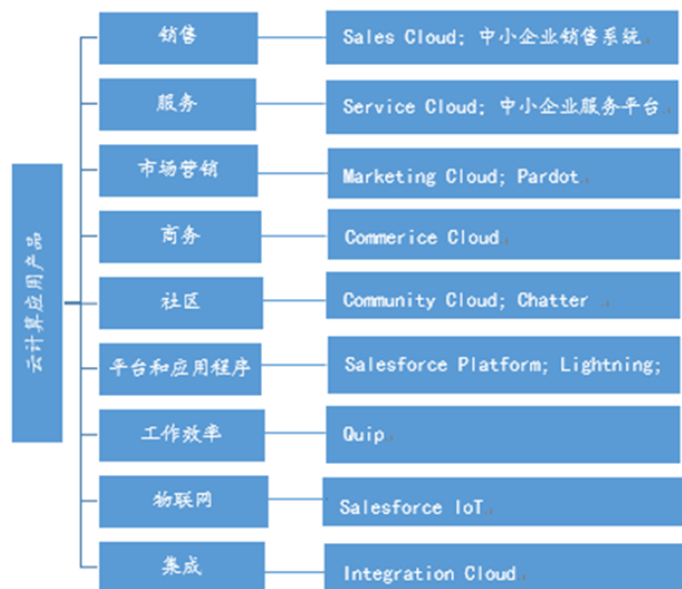 云计算应用产品
销售
Sales Cloud; 中小企业销售系统
服务
Service Cloud; 中小企业服务平台
市场营销
Marketing Cloud; Pardot
商务
Commerice Cloud
社区
Community Cloud; Chatter
平台和应用程序
Salesforce Platform; Lightning;
工作效率
Quip
物联网
Salesforce IoT
集成
Integration Cloud